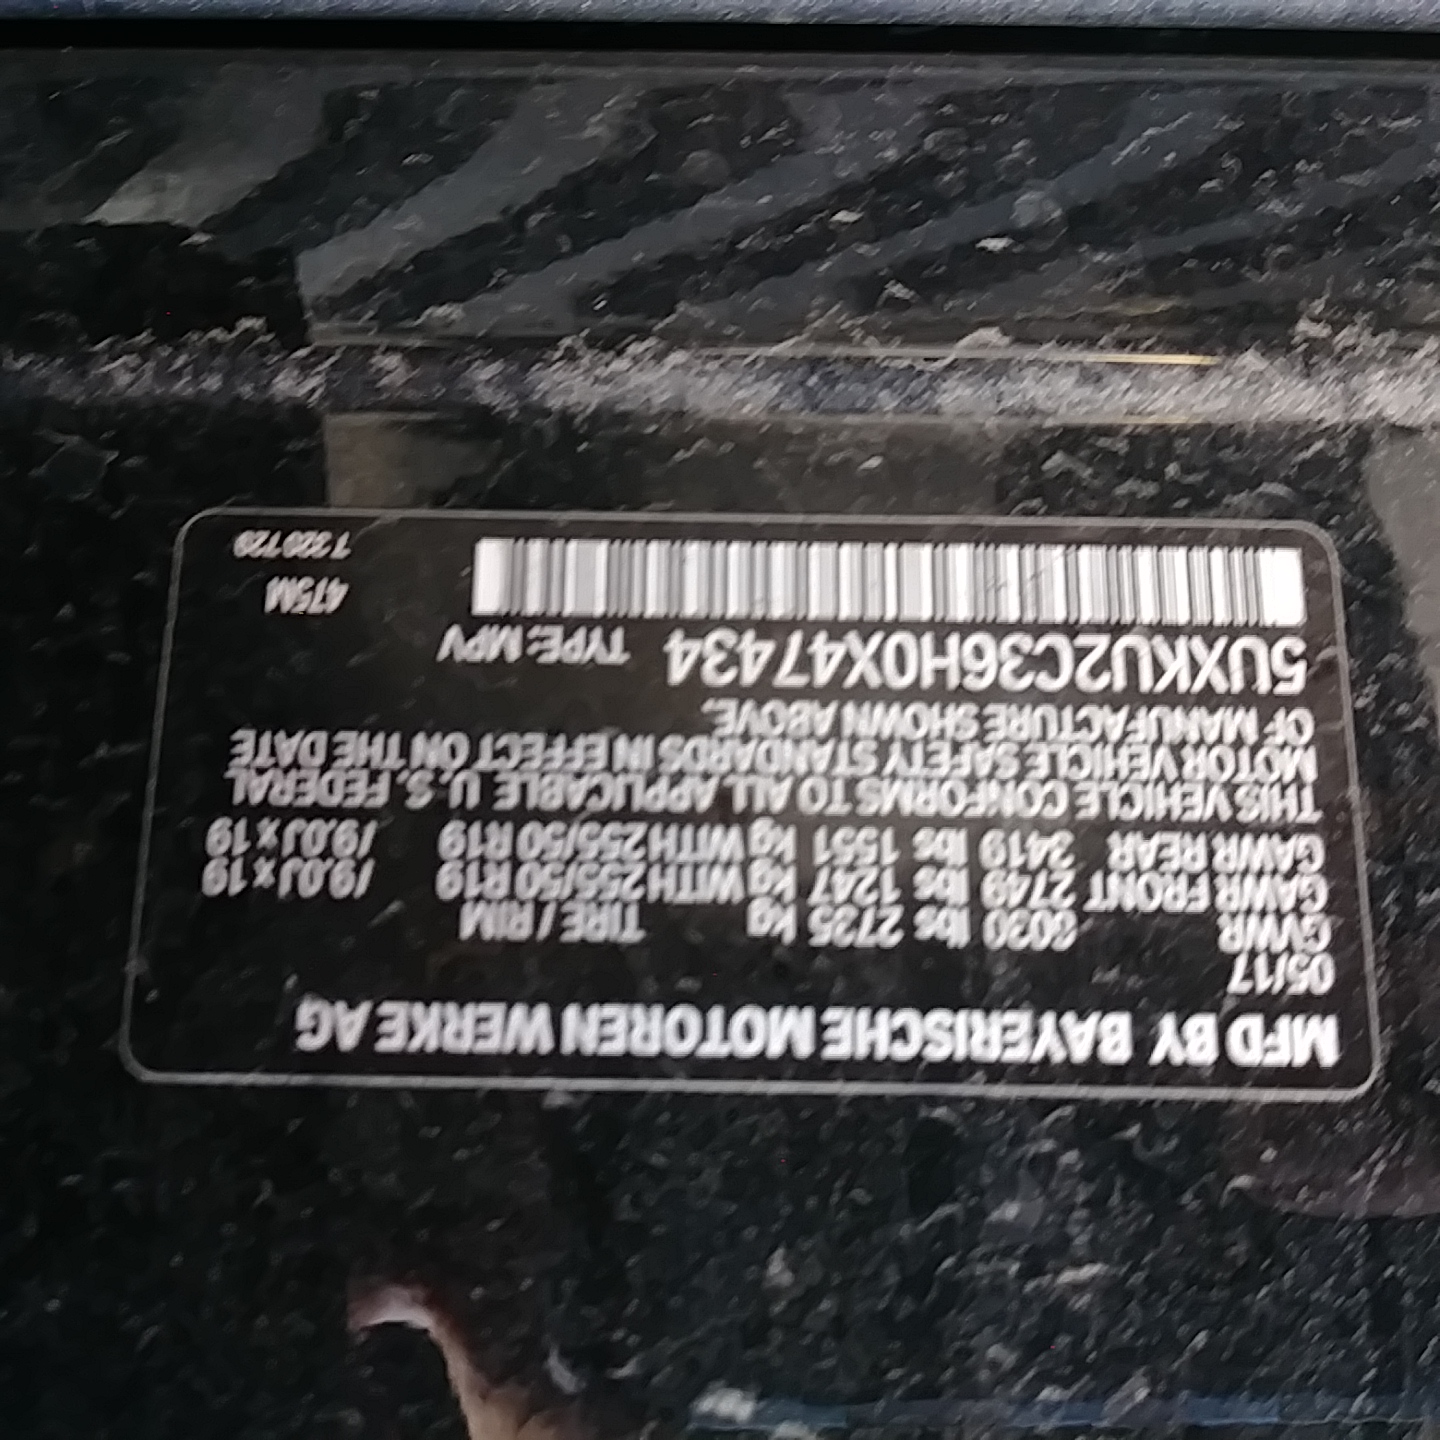 MFD BY BAYERISCHE MOTOREN WERKE AG
05/17
GVWR 6030 lbs 2735 kg TIRE / RIM
GAWR FRONT 2749 lbs 1247 kg WITH 255/50 R19 /9.0J x 19
GAWR REAR 3419 lbs 1551 kg WITH 255/50 R19 /9.0J x 19
THIS VEHICLE CONFORMS TO ALL APPLICABLE U.S. FEDERAL
MOTOR VEHICLE SAFETY STANDARDS IN EFFECT ON THE DATE
OF MANUFACTURE SHOWN ABOVE.
5UXKU2C36H0X47434 TYPE: MPV
475M
7 320 729